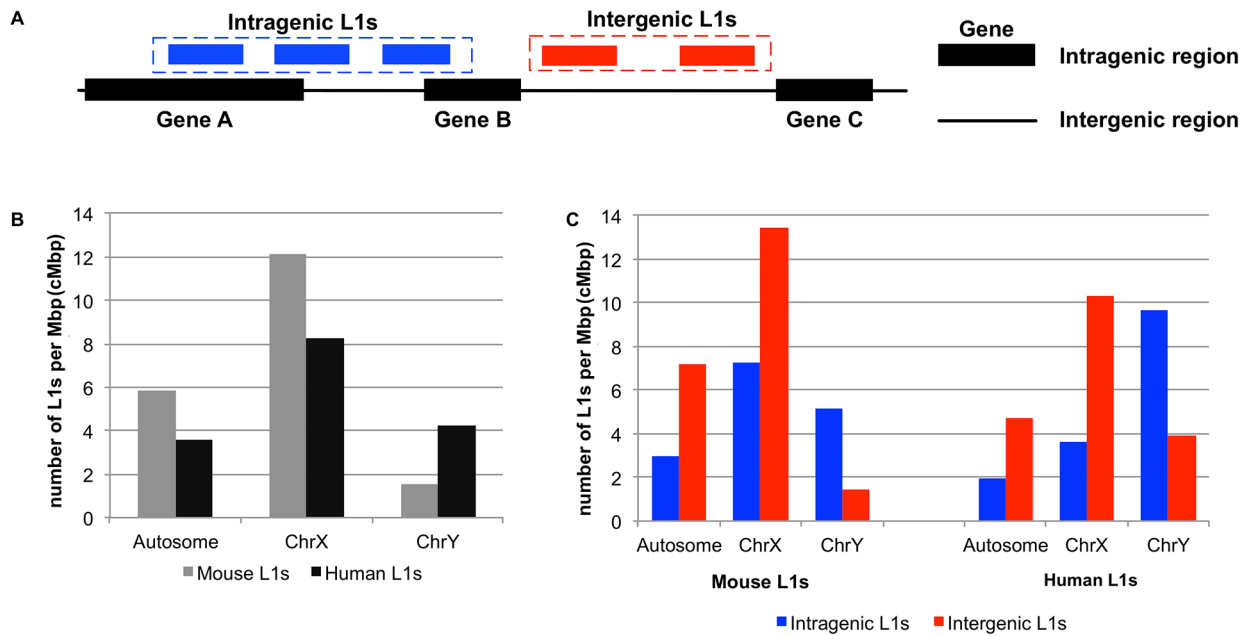 A
Intragenic L1s
Intergenic L1s
Gene
Intragenic region
Gene A
Gene B
Gene C
Intergenic region
B
number of L1s per Mbp (cMbp)
14
12
10
8
6
4
2
0
Autosome
ChrX
ChrY
Mouse L1s
Human L1s
C
number of L1s per Mbp (cMbp)
14
12
10
8
6
4
2
0
Autosome
ChrX
ChrY
Autosome
ChrX
ChrY
Mouse L1s
Human L1s
Intragenic L1s
Intergenic L1s